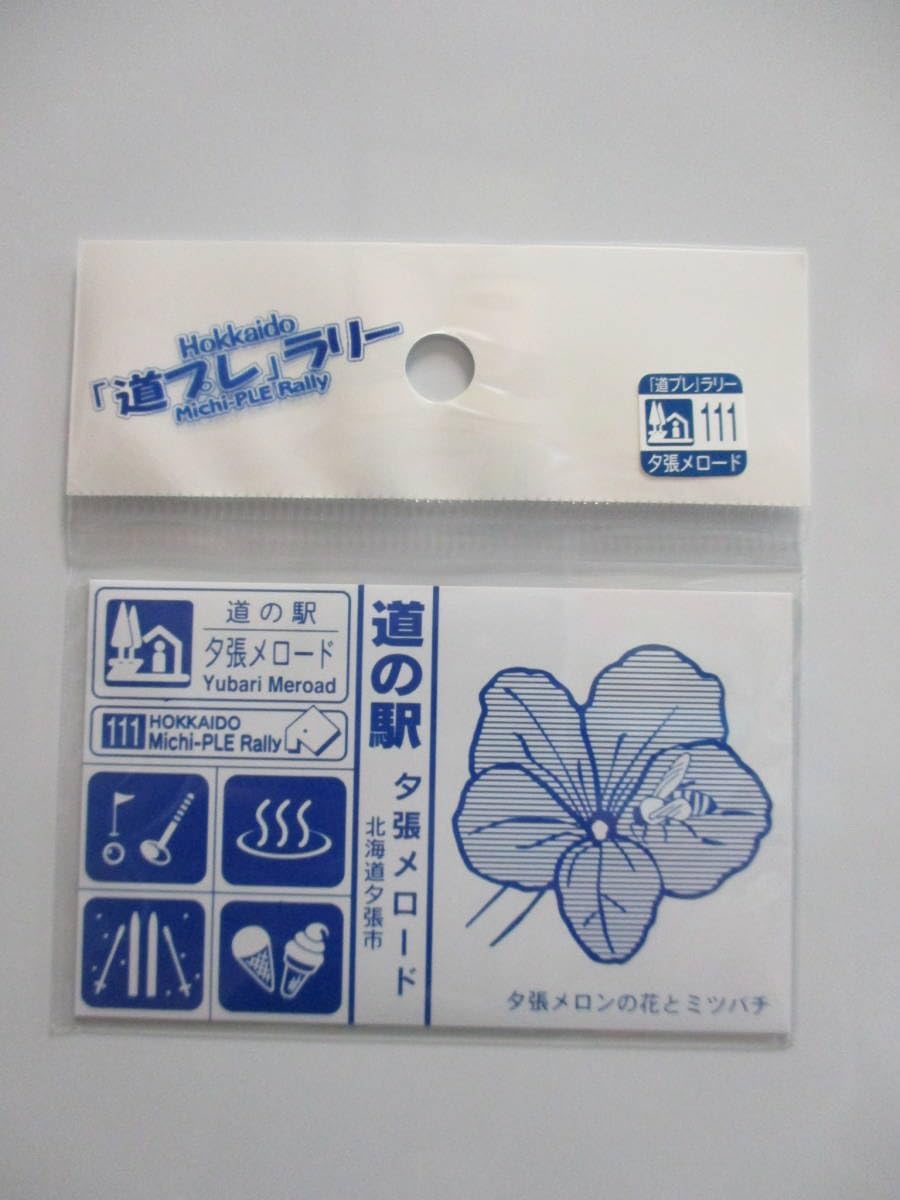 Hokkaido
「道プレ」ラリー
Michi-PLE Rally
「道プレ」ラリー
111
夕張メロード
道の駅
夕張メロード
Yubari Meroad
111 HOKKAIDO
Michi-PLE Rally
道の駅 夕張メロード
北海道夕張市
夕張メロンの花とミツバチ